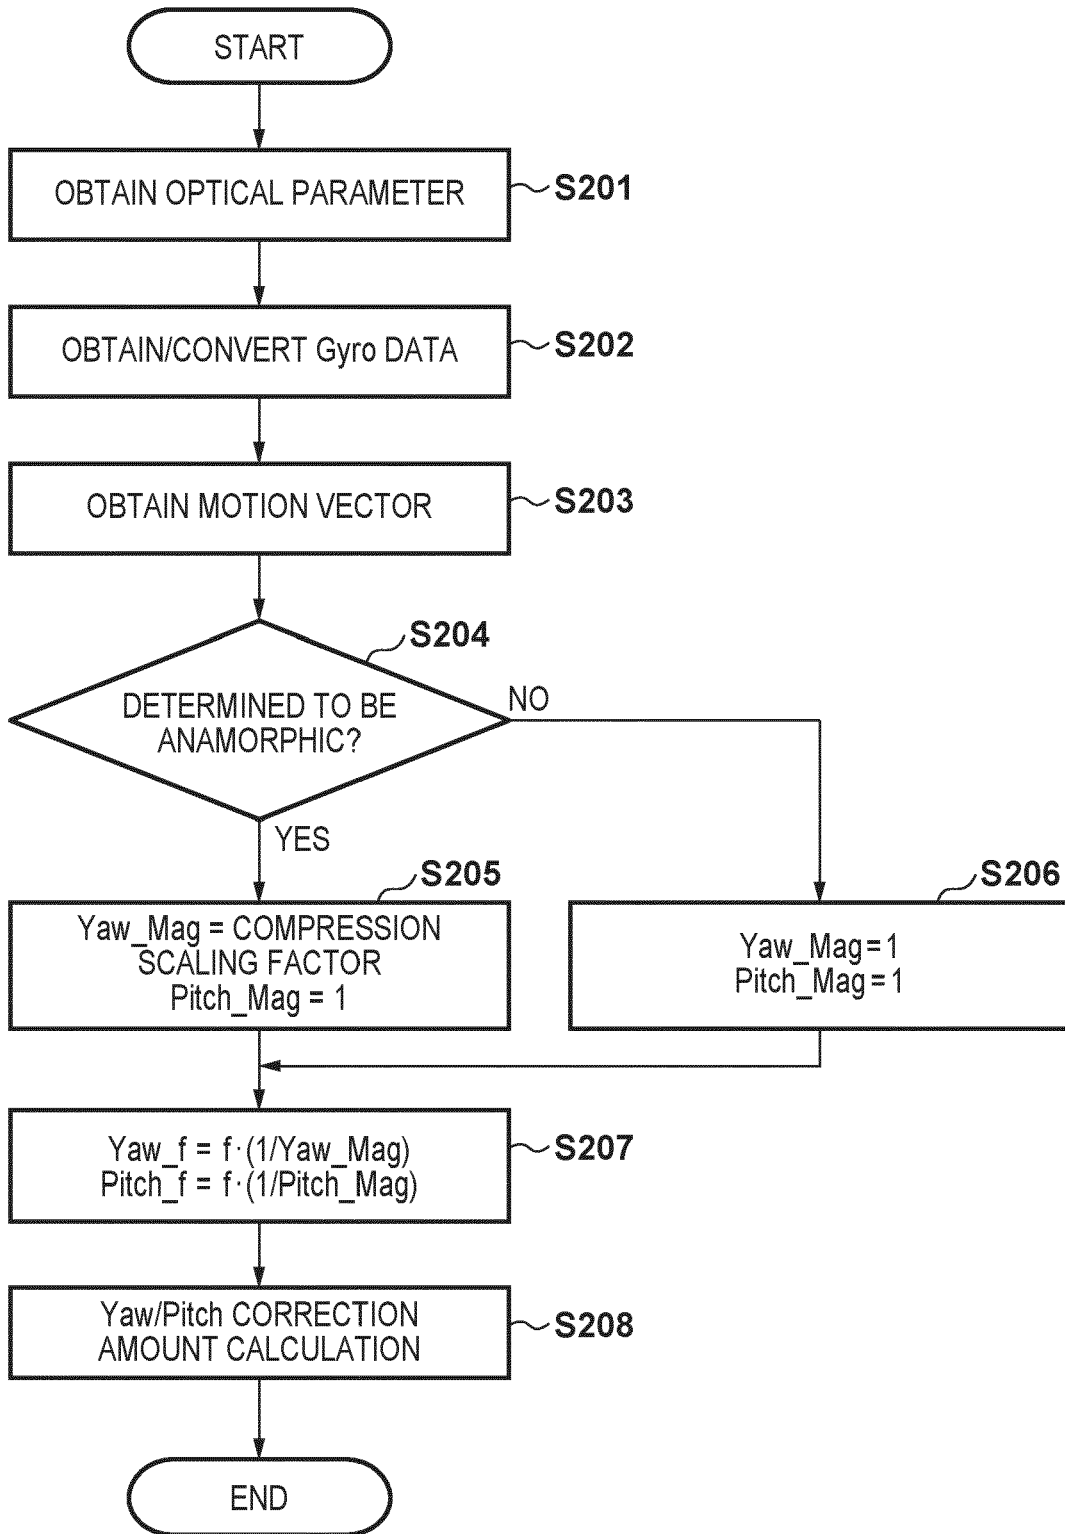 START
OBTAIN OPTICAL PARAMETER
S201
OBTAIN/CONVERT Gyro DATA
S202
OBTAIN MOTION VECTOR
S203
S204
DETERMINED TO BE
ANAMORPHIC?
NO
YES
S205
Yaw_Mag = COMPRESSION
SCALING FACTOR
Pitch_Mag = 1
S206
Yaw_Mag=1
Pitch_Mag=1
Yaw_f = f·(1/Yaw_Mag)
Pitch_f = f·(1/Pitch_Mag)
S207
Yaw/Pitch CORRECTION
AMOUNT CALCULATION
S208
END